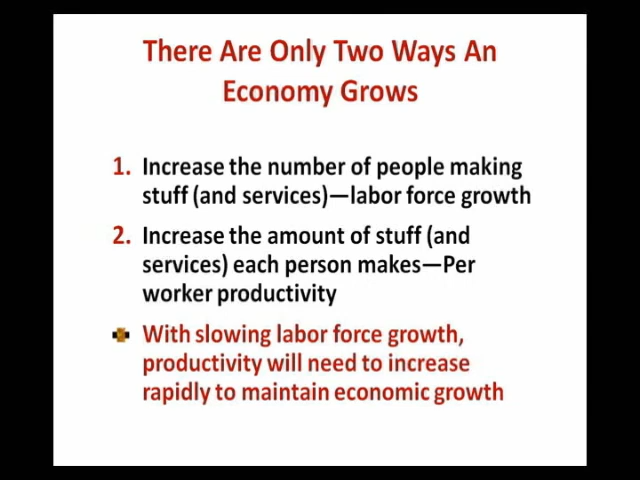 There Are Only Two Ways An
Economy Grows
1. Increase the number of people making
stuff (and services)—labor force growth
2. Increase the amount of stuff (and
services) each person makes—Per
worker productivity
With slowing labor force growth,
productivity will need to increase
rapidly to maintain economic growth